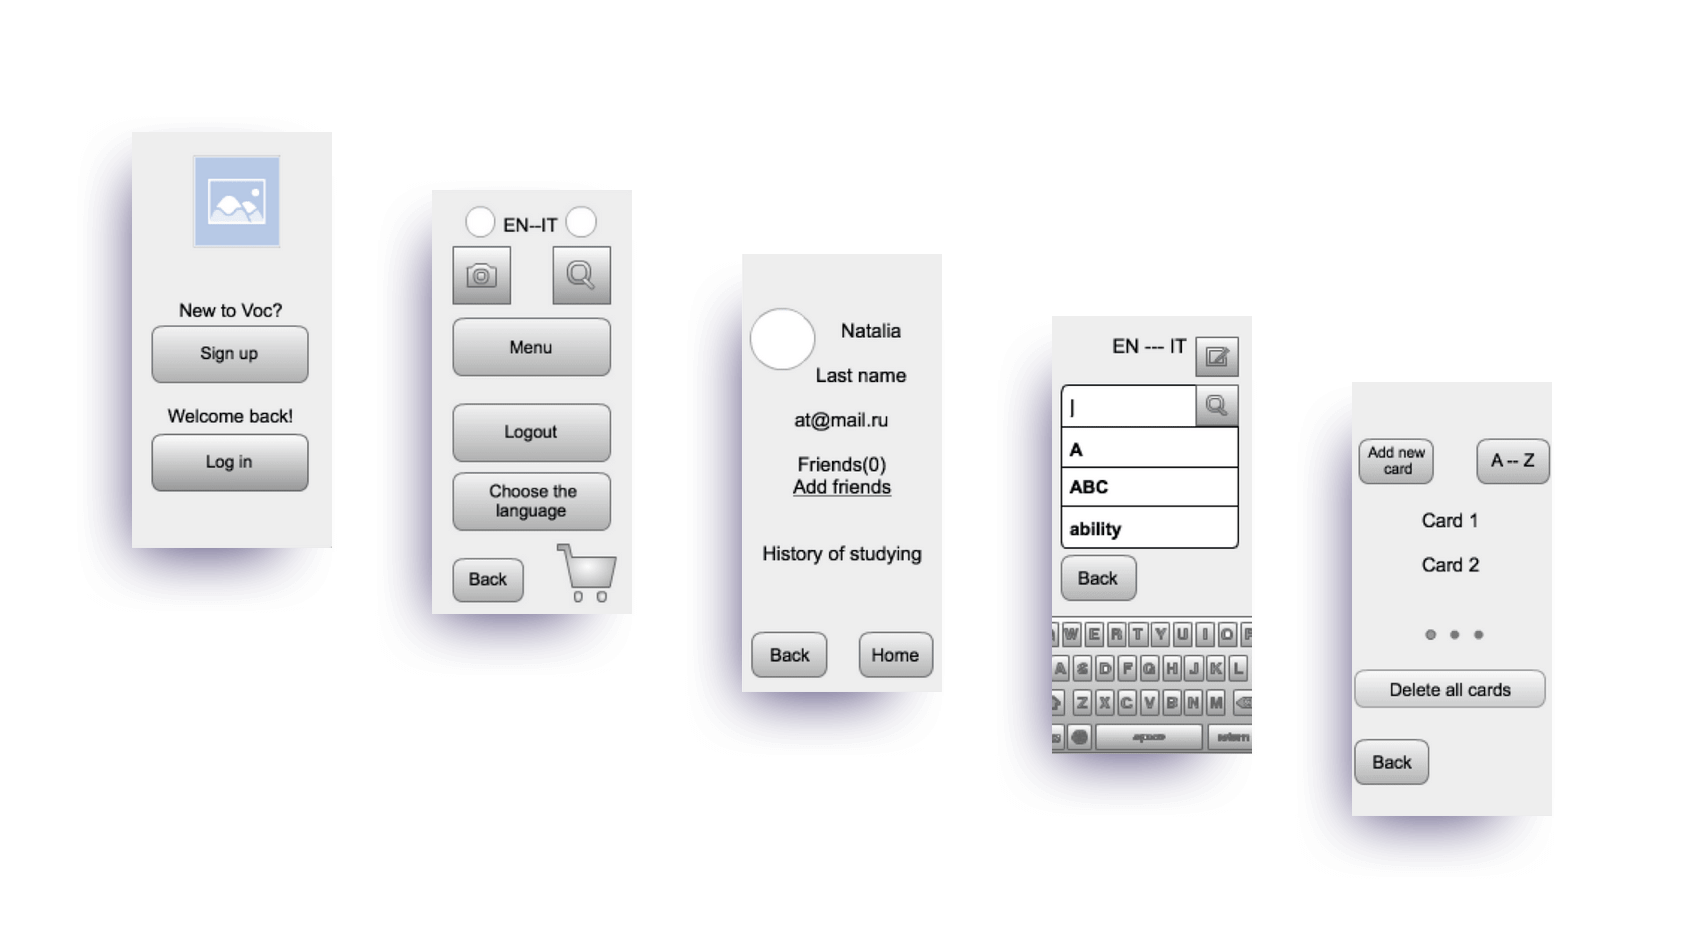 New to Voc?
Sign up
Welcome back!
Log in
EN--IT
Menu
Logout
Choose the
language
Back
Natalia
Last name
at@mail.ru
Friends(0)
Add friends
History of studying
Back
Home
EN --- IT
A
ABC
ability
Back
W E R T Y U I O P
A S D F G H J K L
Z X C V B N M
space return
Add new
card
A -- Z
Card 1
Card 2
Delete all cards
Back